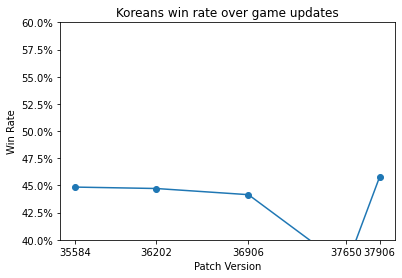 Koreans win rate over game updates
60.0%
57.5%
55.0%
52.5%
50.0%
47.5%
45.0%
42.5%
40.0%
Win Rate
35584 36202 36906 37650 37906
Patch Version